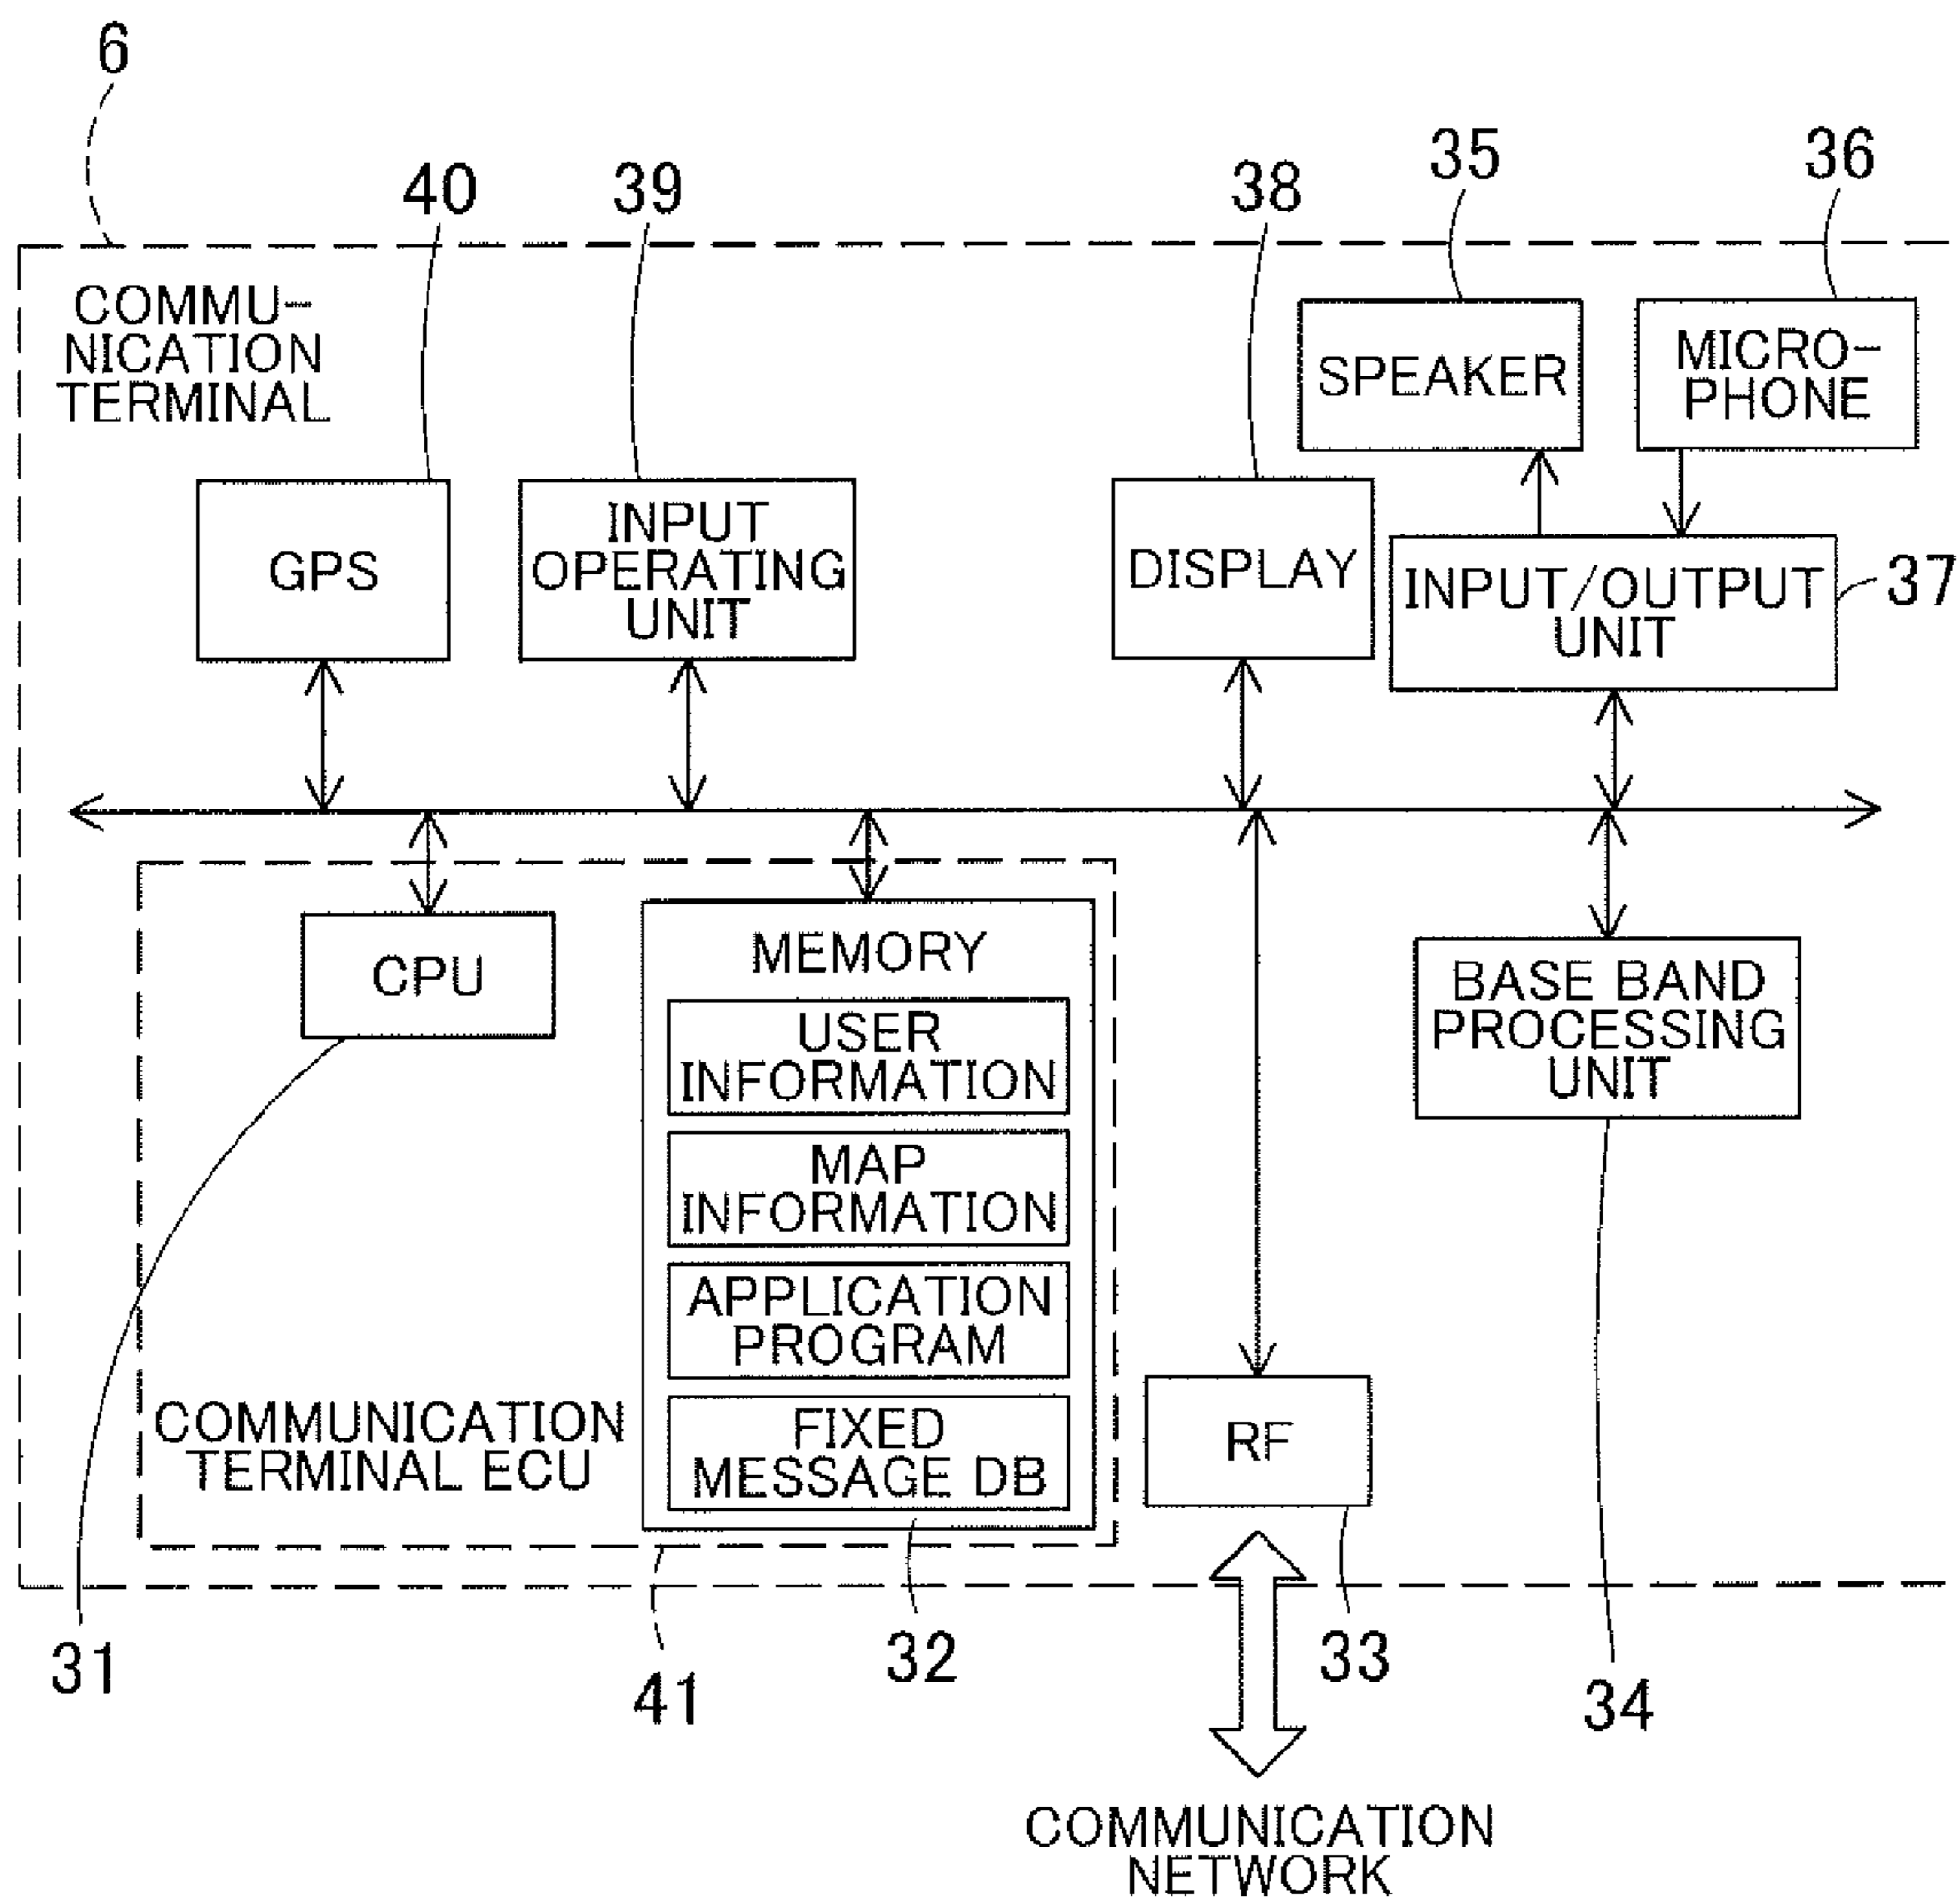 6
40
39
38
35
36
COMMU-
NICATION
TERMINAL
SPEAKER
MICRO-
PHONE
GPS
INPUT
OPERATING
UNIT
DISPLAY
INPUT/OUTPUT
UNIT
37
CPU
MEMORY
USER
INFORMATION
MAP
INFORMATION
APPLICATION
PROGRAM
FIXED
MESSAGE DB
COMMUNICATION
TERMINAL ECU
BASE BAND
PROCESSING
UNIT
RF
31
41
32
33
34
COMMUNICATION
NETWORK